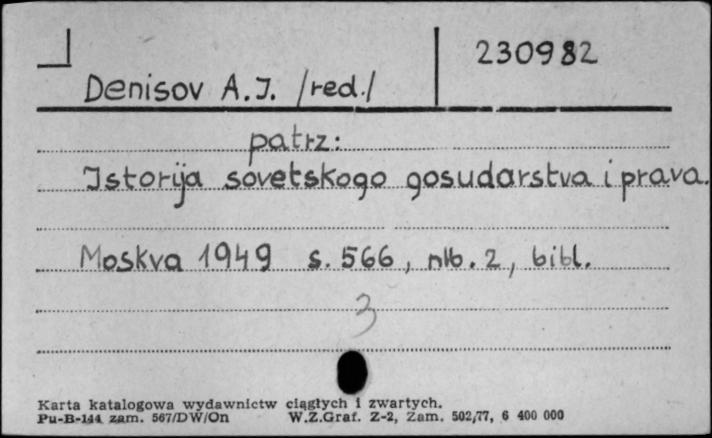 230982
Denisov A.I. /red./
patrz:
Istorija sovetskogo gosudarstva i prava.
Moskva 1949 s. 566, nlb. 2, bibl.
3
Karta katalogowa wydawnictw ciągłych i zwartych.
Pu-B-144 zam. 567/DW/On W.Z.Graf. Z-2, Zam. 502/77, 6 400 000